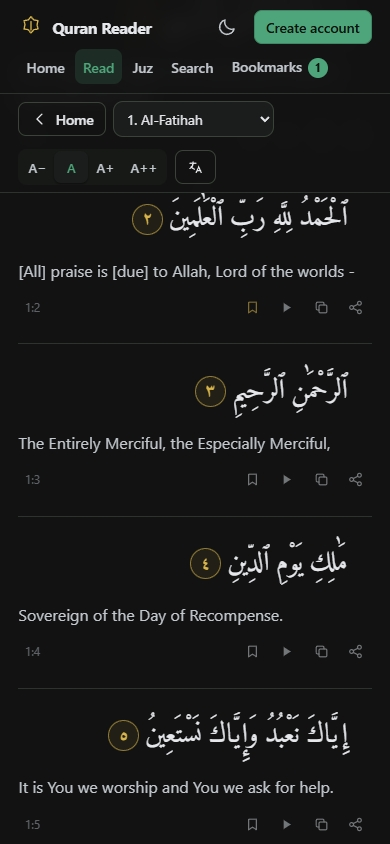 Quran Reader
Create account
Home Read Juz Search Bookmarks 1
Home 1. Al-Fatihah
A− A A+ A++
ٱلْحَمْدُ لِلَّهِ رَبِّ ٱلْعَٰلَمِينَ ٢
[All] praise is [due] to Allah, Lord of the worlds -
1:2
ٱلرَّحْمَٰنِ ٱلرَّحِيمِ ٣
The Entirely Merciful, the Especially Merciful,
1:3
مَٰلِكِ يَوْمِ ٱلدِّينِ ٤
Sovereign of the Day of Recompense.
1:4
إِيَّاكَ نَعْبُدُ وَإِيَّاكَ نَسْتَعِينُ ٥
It is You we worship and You we ask for help.
1:5